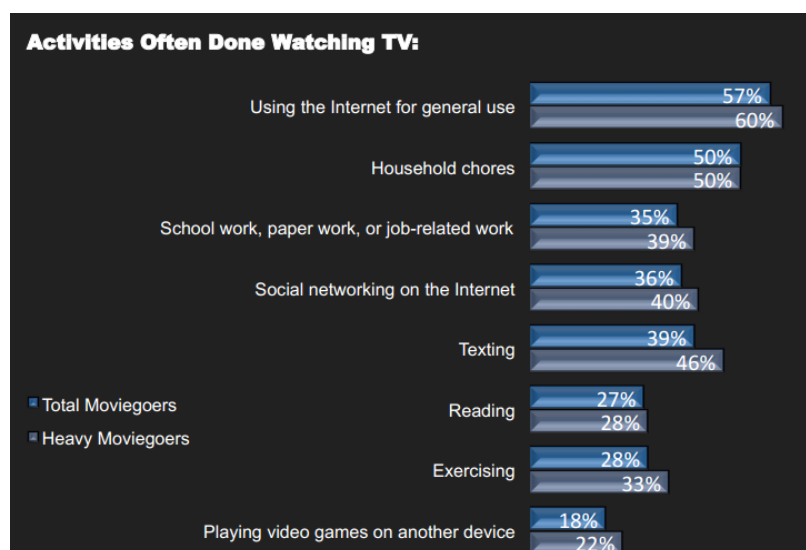 Activities Often Done Watching TV:
Using the Internet for general use
57%
60%
Household chores
50%
50%
School work, paper work, or job-related work
35%
39%
Social networking on the Internet
36%
40%
Texting
39%
46%
Total Moviegoers
Heavy Moviegoers
Reading
27%
28%
Exercising
28%
33%
Playing video games on another device
18%
22%